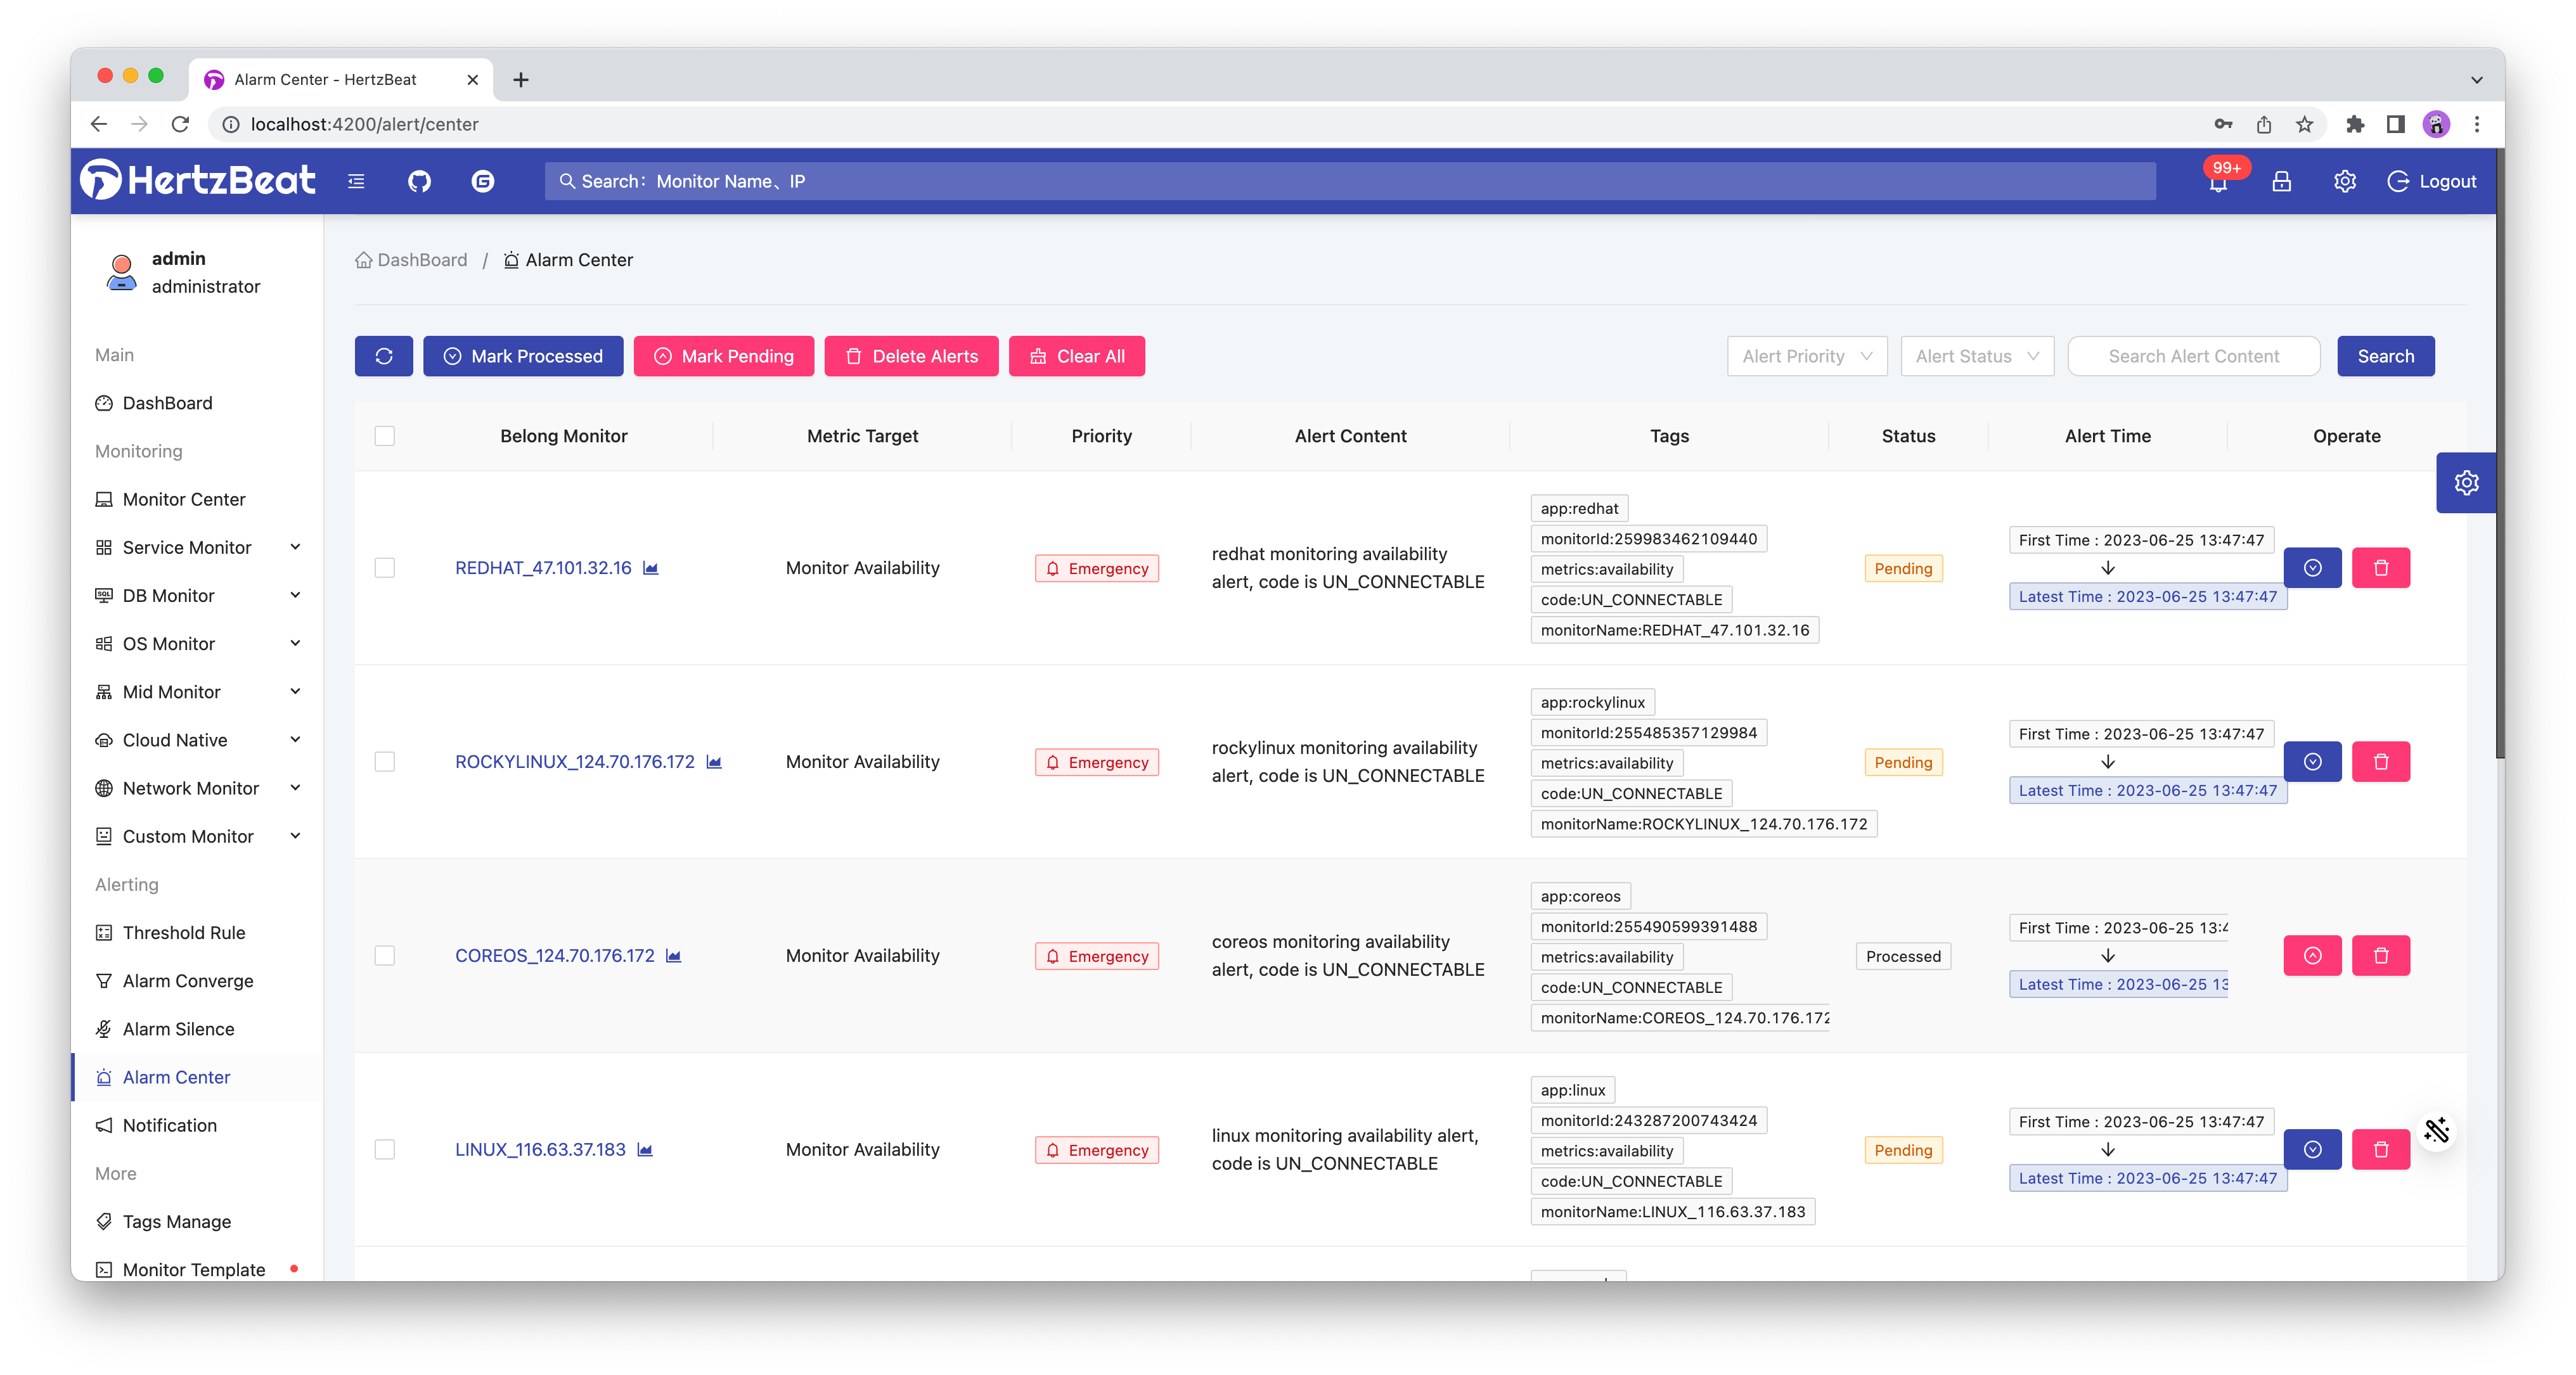 Alarm Center - HertzBeat
localhost:4200/alert/center
HertzBeat
Search：Monitor Name、IP
99+
Logout
admin
administrator
Main
DashBoard
Monitoring
Monitor Center
Service Monitor
DB Monitor
OS Monitor
Mid Monitor
Cloud Native
Network Monitor
Custom Monitor
Alerting
Threshold Rule
Alarm Converge
Alarm Silence
Alarm Center
Notification
More
Tags Manage
Monitor Template
DashBoard / Alarm Center
Mark Processed
Mark Pending
Delete Alerts
Clear All
Alert Priority
Alert Status
Search Alert Content
Search
Belong Monitor
Metric Target
Priority
Alert Content
Tags
Status
Alert Time
Operate
REDHAT_47.101.32.16
Monitor Availability
Emergency
redhat monitoring availability
alert, code is UN_CONNECTABLE
app:redhat
monitorId:259983462109440
metrics:availability
code:UN_CONNECTABLE
monitorName:REDHAT_47.101.32.16
Pending
First Time : 2023-06-25 13:47:47
Latest Time : 2023-06-25 13:47:47
ROCKYLINUX_124.70.176.172
Monitor Availability
Emergency
rockylinux monitoring availability
alert, code is UN_CONNECTABLE
app:rockylinux
monitorId:255485357129984
metrics:availability
code:UN_CONNECTABLE
monitorName:ROCKYLINUX_124.70.176.172
Pending
First Time : 2023-06-25 13:47:47
Latest Time : 2023-06-25 13:47:47
COREOS_124.70.176.172
Monitor Availability
Emergency
coreos monitoring availability
alert, code is UN_CONNECTABLE
app:coreos
monitorId:255490599391488
metrics:availability
code:UN_CONNECTABLE
monitorName:COREOS_124.70.176.172
Processed
First Time : 2023-06-25 13:4
Latest Time : 2023-06-25 13
LINUX_116.63.37.183
Monitor Availability
Emergency
linux monitoring availability alert,
code is UN_CONNECTABLE
app:linux
monitorId:243287200743424
metrics:availability
code:UN_CONNECTABLE
monitorName:LINUX_116.63.37.183
Pending
First Time : 2023-06-25 13:47:47
Latest Time : 2023-06-25 13:47:47